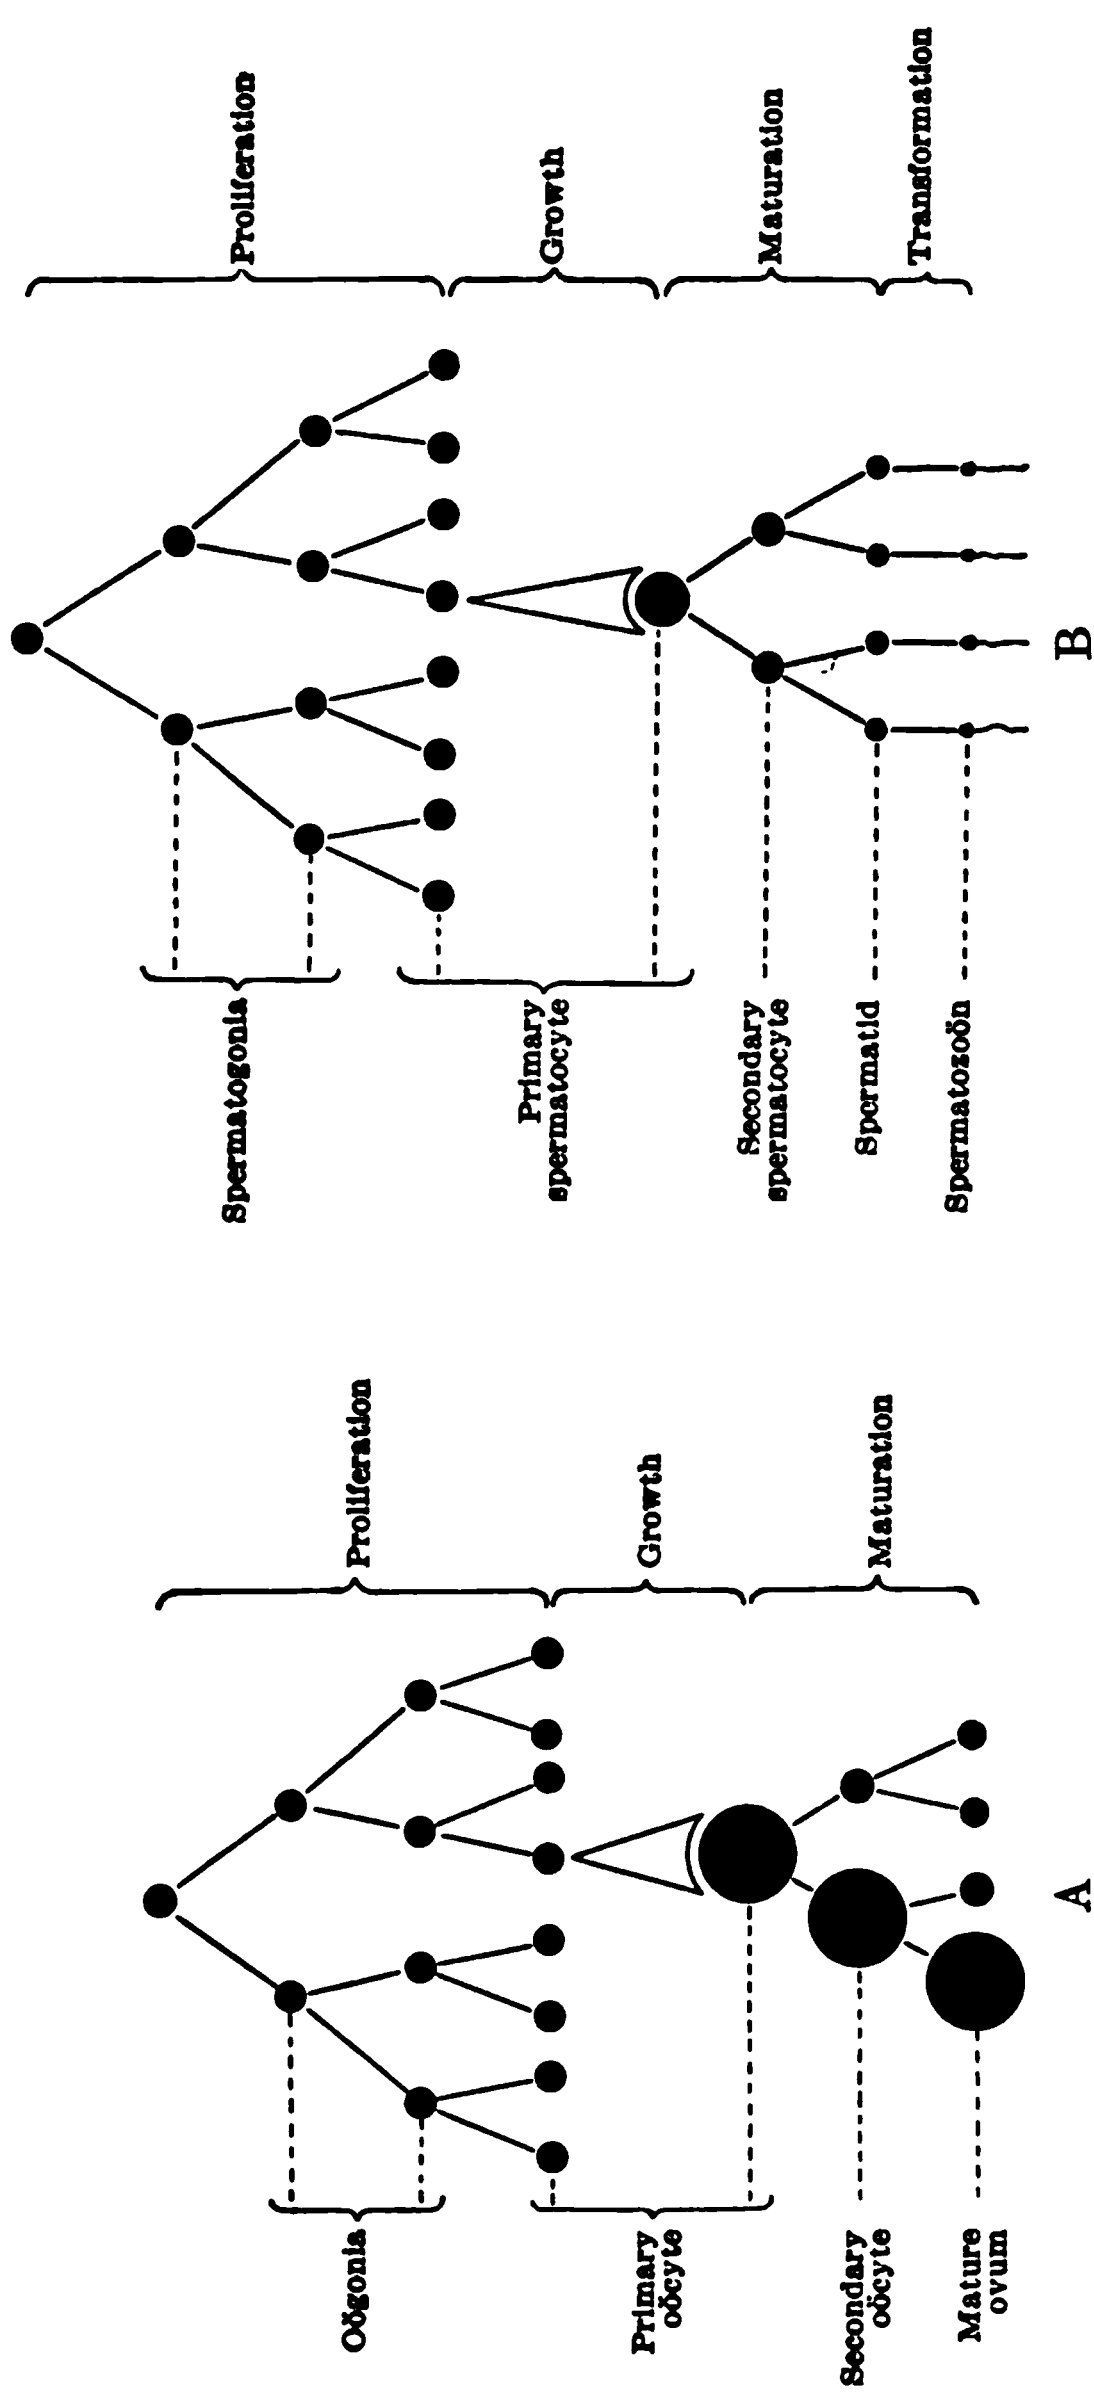 Oögonia
Primary
oöcyte
Secondary
oöcyte
Mature
ovum
Proliferation
Growth
Maturation
A
Spermatogonia
Primary
spermatocyte
Secondary
spermatocyte
Spermatid
Spermatozoön
Proliferation
Growth
Maturation
Transformation
B